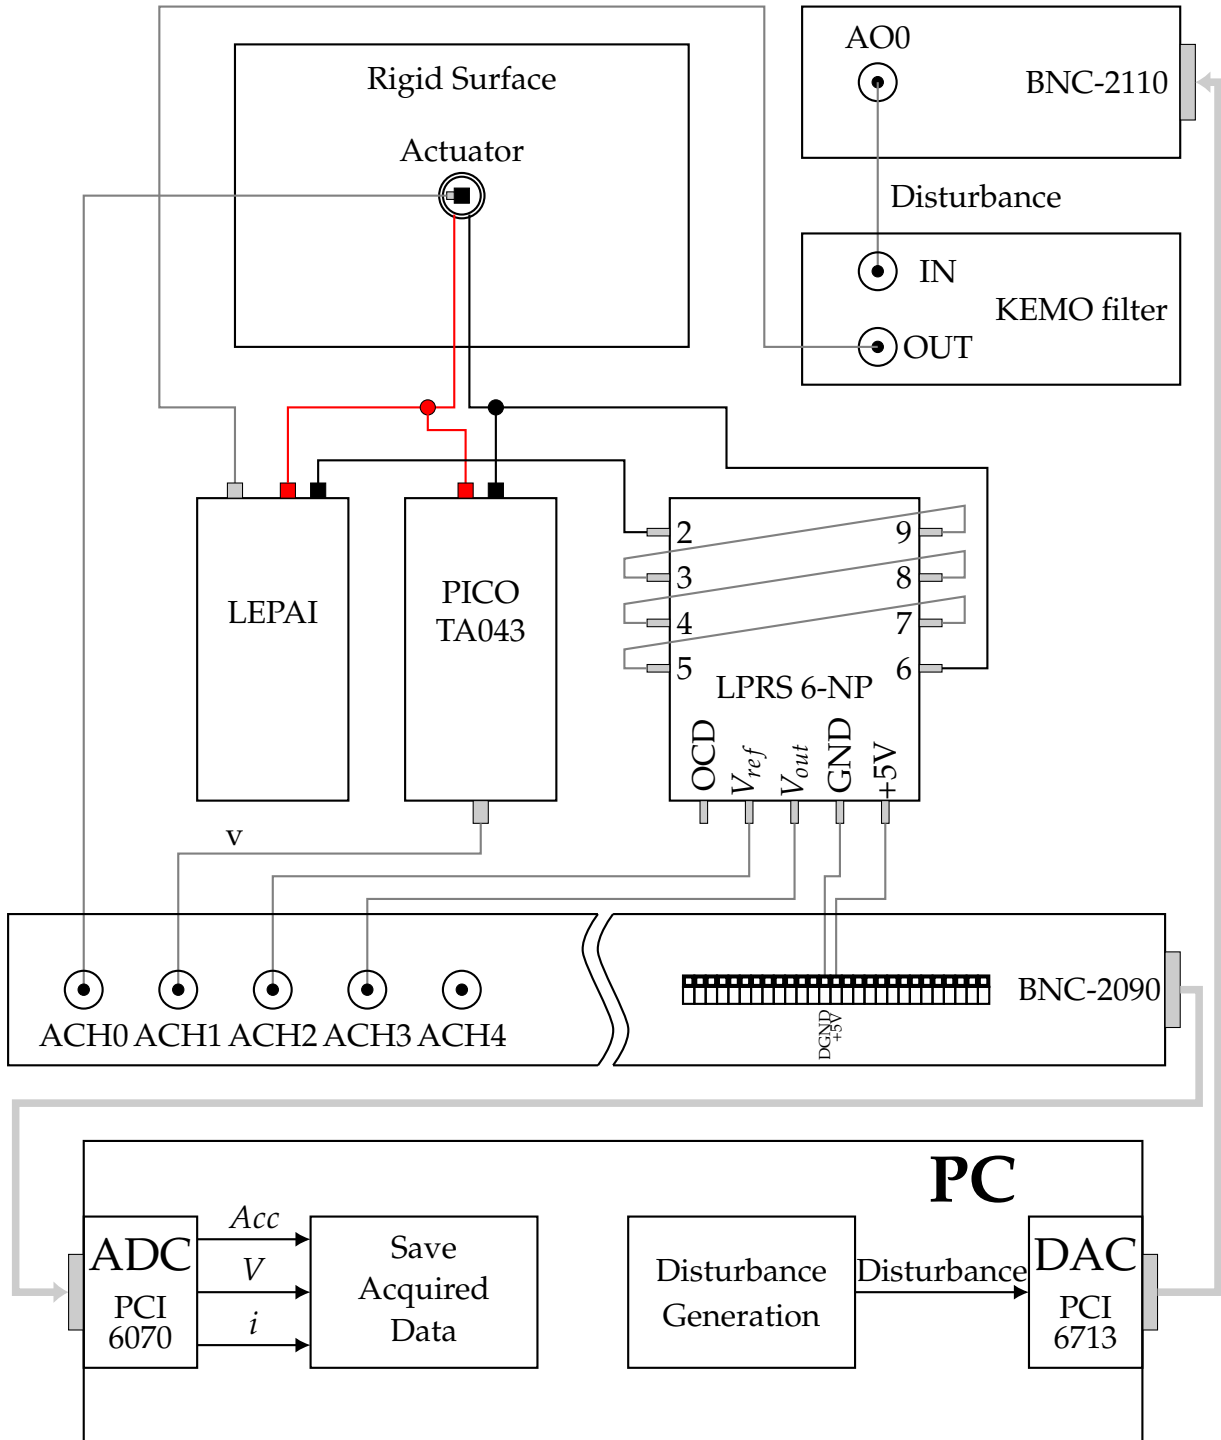 AO0
BNC-2110
Rigid Surface
Actuator
Disturbance
IN
KEMO filter
OUT
LEPAI
PICO
TA043
2
9
3
8
4
7
5
6
LPRS 6-NP
OCD
Vref
Vout
GND
+5V
v
BNC-2090
ACH0 ACH1 ACH2 ACH3 ACH4
DGND
+5V
PC
ADC
PCI
6070
Acc
V
i
Save
Acquired
Data
Disturbance
Generation
Disturbance
DAC
PCI
6713